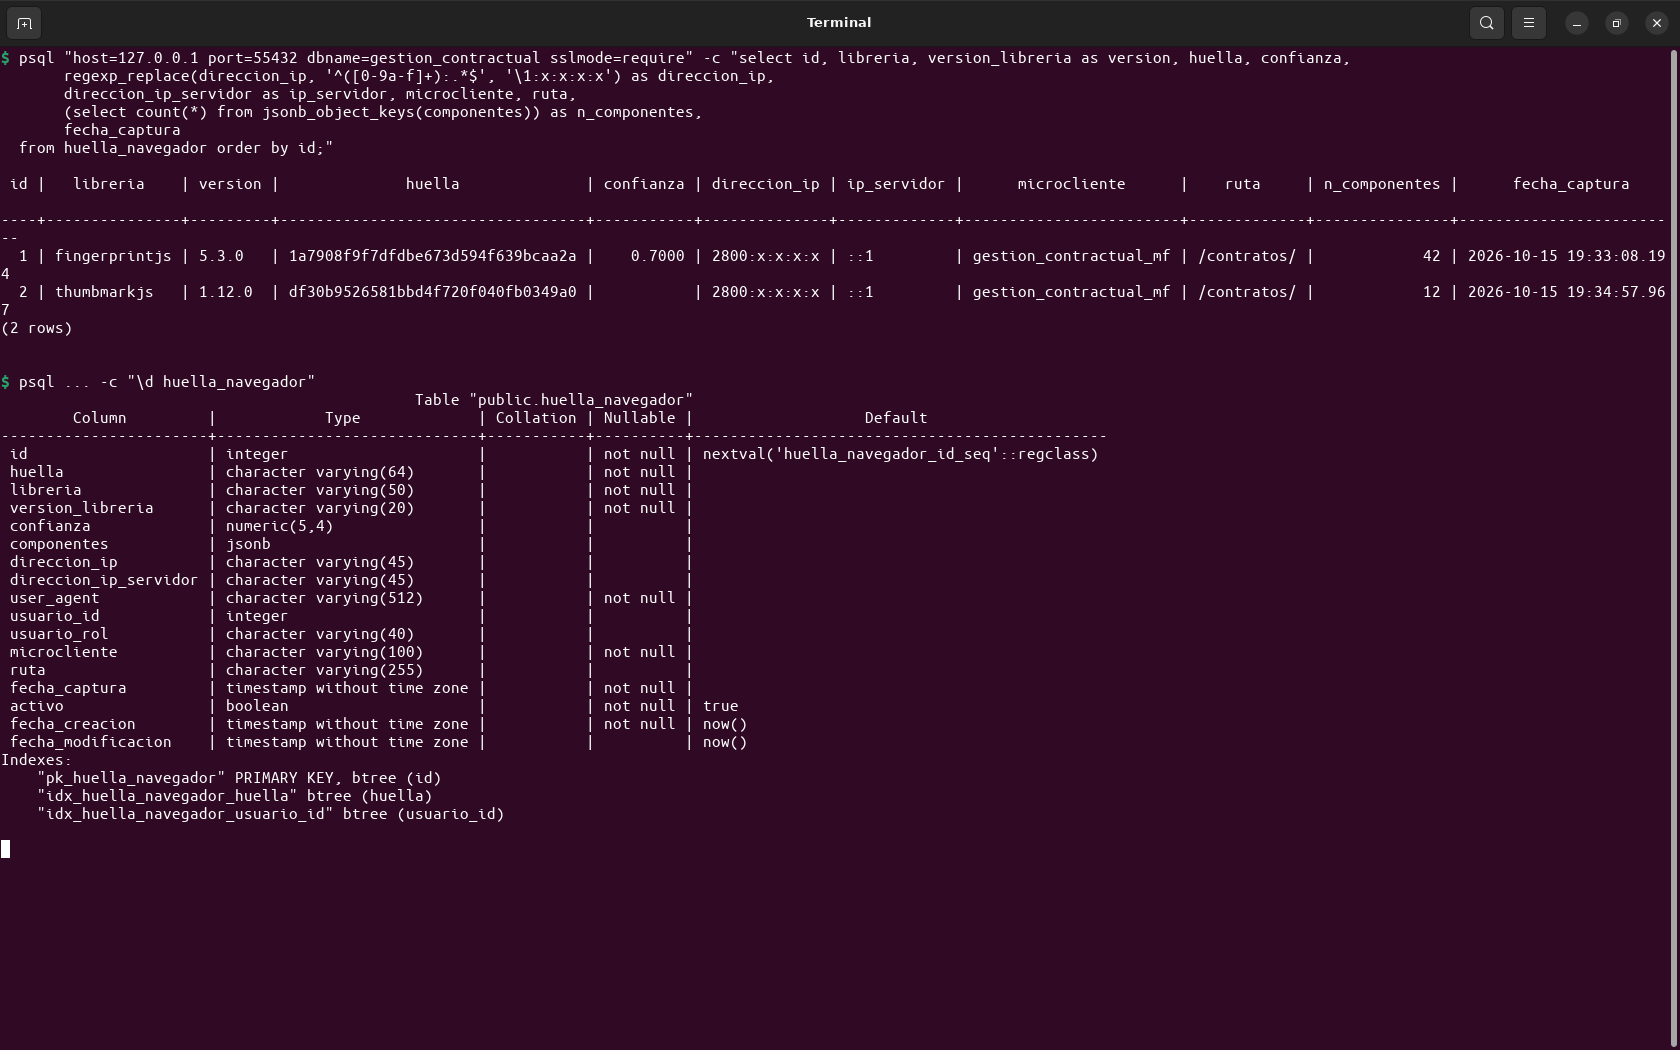 Terminal
$ psql "host=127.0.0.1 port=55432 dbname=gestion_contractual sslmode=require" -c "select id, libreria, version_libreria as version, huella, confianza,
       regexp_replace(direccion_ip, '^([0-9a-f]+):.*$', '\1:x:x:x:x') as direccion_ip,
       direccion_ip_servidor as ip_servidor, microcliente, ruta,
       (select count(*) from jsonb_object_keys(componentes)) as n_componentes,
       fecha_captura
  from huella_navegador order by id;"
 id |   libreria    | version |              huella              | confianza | direccion_ip | ip_servidor |      microcliente      |    ruta     | n_componentes |      fecha_captura
----+---------------+---------+----------------------------------+-----------+--------------+-------------+------------------------+-------------+---------------+-----------------------
--
  1 | fingerprintjs | 5.3.0   | 1a7908f9f7dfdbe673d594f639bcaa2a |    0.7000 | 2800:x:x:x:x | ::1         | gestion_contractual_mf | /contratos/ |            42 | 2026-10-15 19:33:08.19
4
  2 | thumbmarkjs   | 1.12.0  | df30b9526581bbd4f720f040fb0349a0 |           | 2800:x:x:x:x | ::1         | gestion_contractual_mf | /contratos/ |            12 | 2026-10-15 19:34:57.96
7
(2 rows)
$ psql ... -c "\d huella_navegador"
                                              Table "public.huella_navegador"
        Column         |            Type             | Collation | Nullable |                   Default
-----------------------+-----------------------------+-----------+----------+----------------------------------------------
 id                    | integer                     |           | not null | nextval('huella_navegador_id_seq'::regclass)
 huella                | character varying(64)       |           | not null |
 libreria              | character varying(50)       |           | not null |
 version_libreria      | character varying(20)       |           | not null |
 confianza             | numeric(5,4)                |           |          |
 componentes           | jsonb                       |           |          |
 direccion_ip          | character varying(45)       |           |          |
 direccion_ip_servidor | character varying(45)       |           |          |
 user_agent            | character varying(512)      |           | not null |
 usuario_id            | integer                     |           |          |
 usuario_rol           | character varying(40)       |           |          |
 microcliente          | character varying(100)      |           | not null |
 ruta                  | character varying(255)      |           |          |
 fecha_captura         | timestamp without time zone |           | not null |
 activo                | boolean                     |           | not null | true
 fecha_creacion        | timestamp without time zone |           | not null | now()
 fecha_modificacion    | timestamp without time zone |           |          | now()
Indexes:
    "pk_huella_navegador" PRIMARY KEY, btree (id)
    "idx_huella_navegador_huella" btree (huella)
    "idx_huella_navegador_usuario_id" btree (usuario_id)